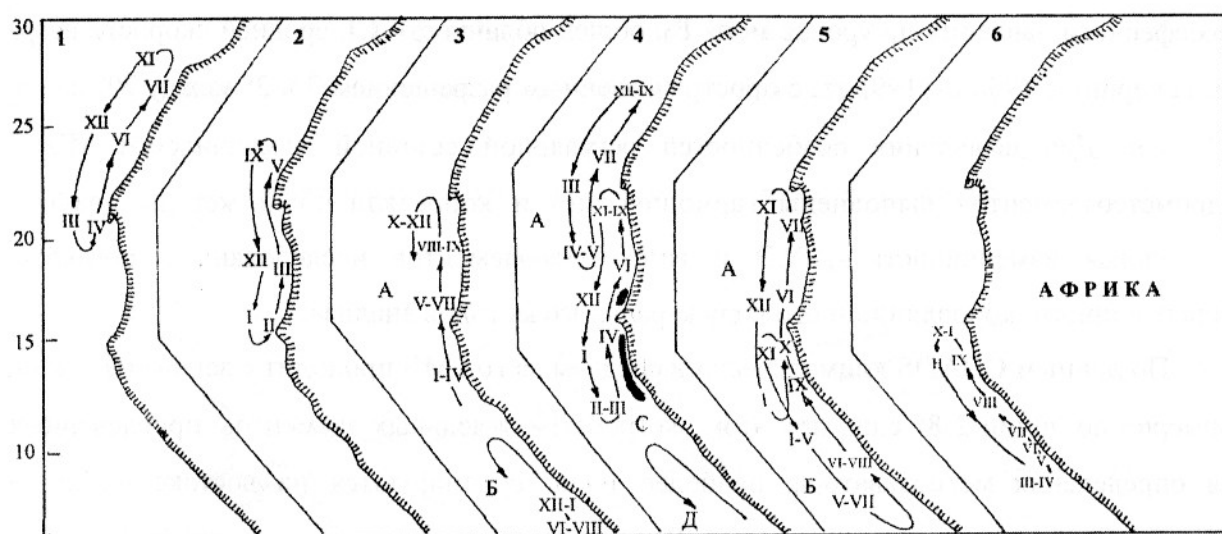 30
25
20
15
10
1
2
3
4
5
6
XI
VII
XII
VI
III
IV
IX
V
б
XII
III
I
II
А
X-XII
VIII-IX
V-VII
I-IV
Б
XII-I
VI-VIII
А
XII-IX
VII
III
XI-IX
IV-V
VI
XII
IV
I
II-III
С
Д
А
XI
VII
XII
VI
XI
X
IX
I-V
VI-VIII
Б
V-VII
АФРИКА
X-I
IX
VIII
VII
VI
III-IV